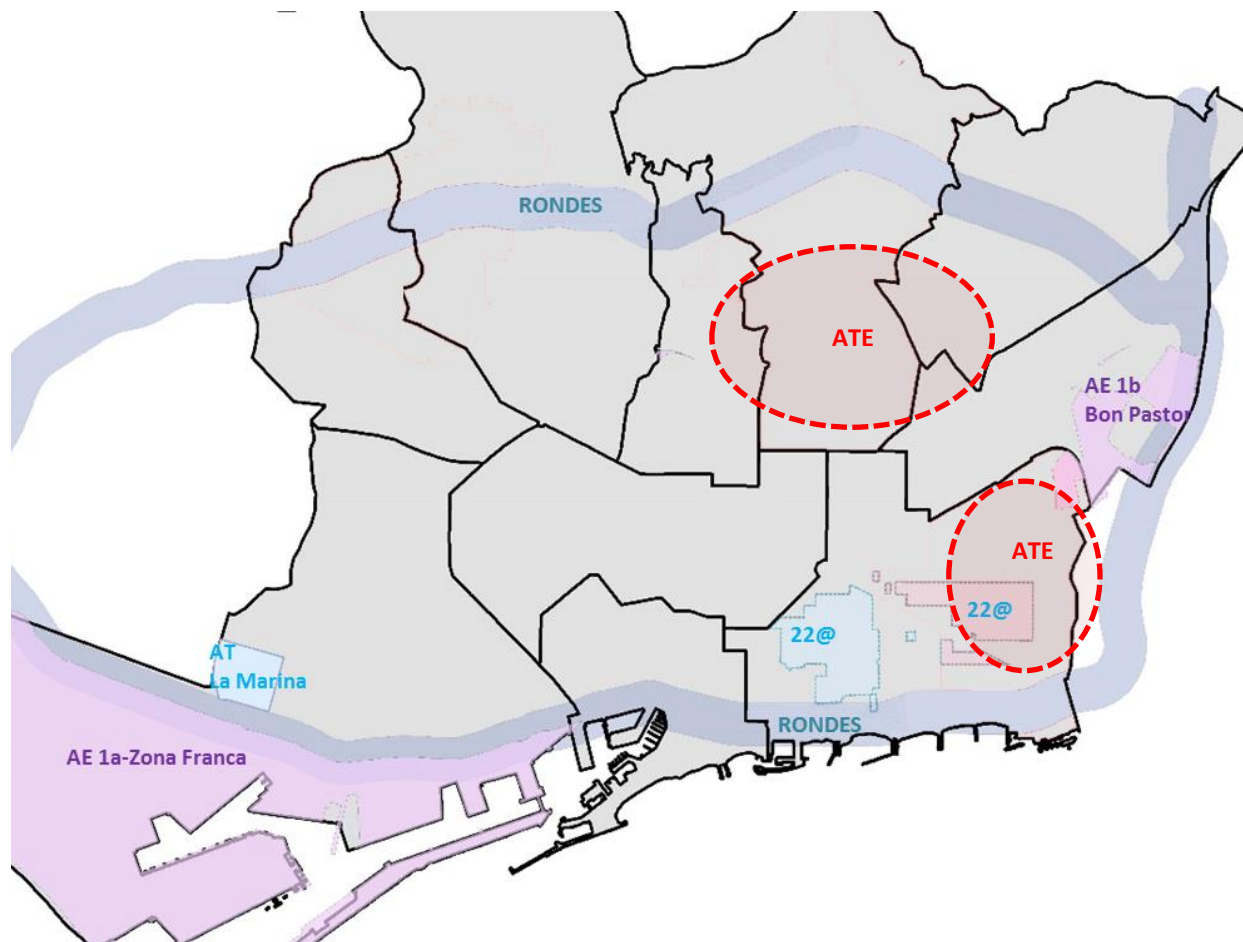 RONDES
ATE
AE 1b
Bon Pastor
ATE
22@
22@
AT
La Marina
RONDES
AE 1a-Zona Franca